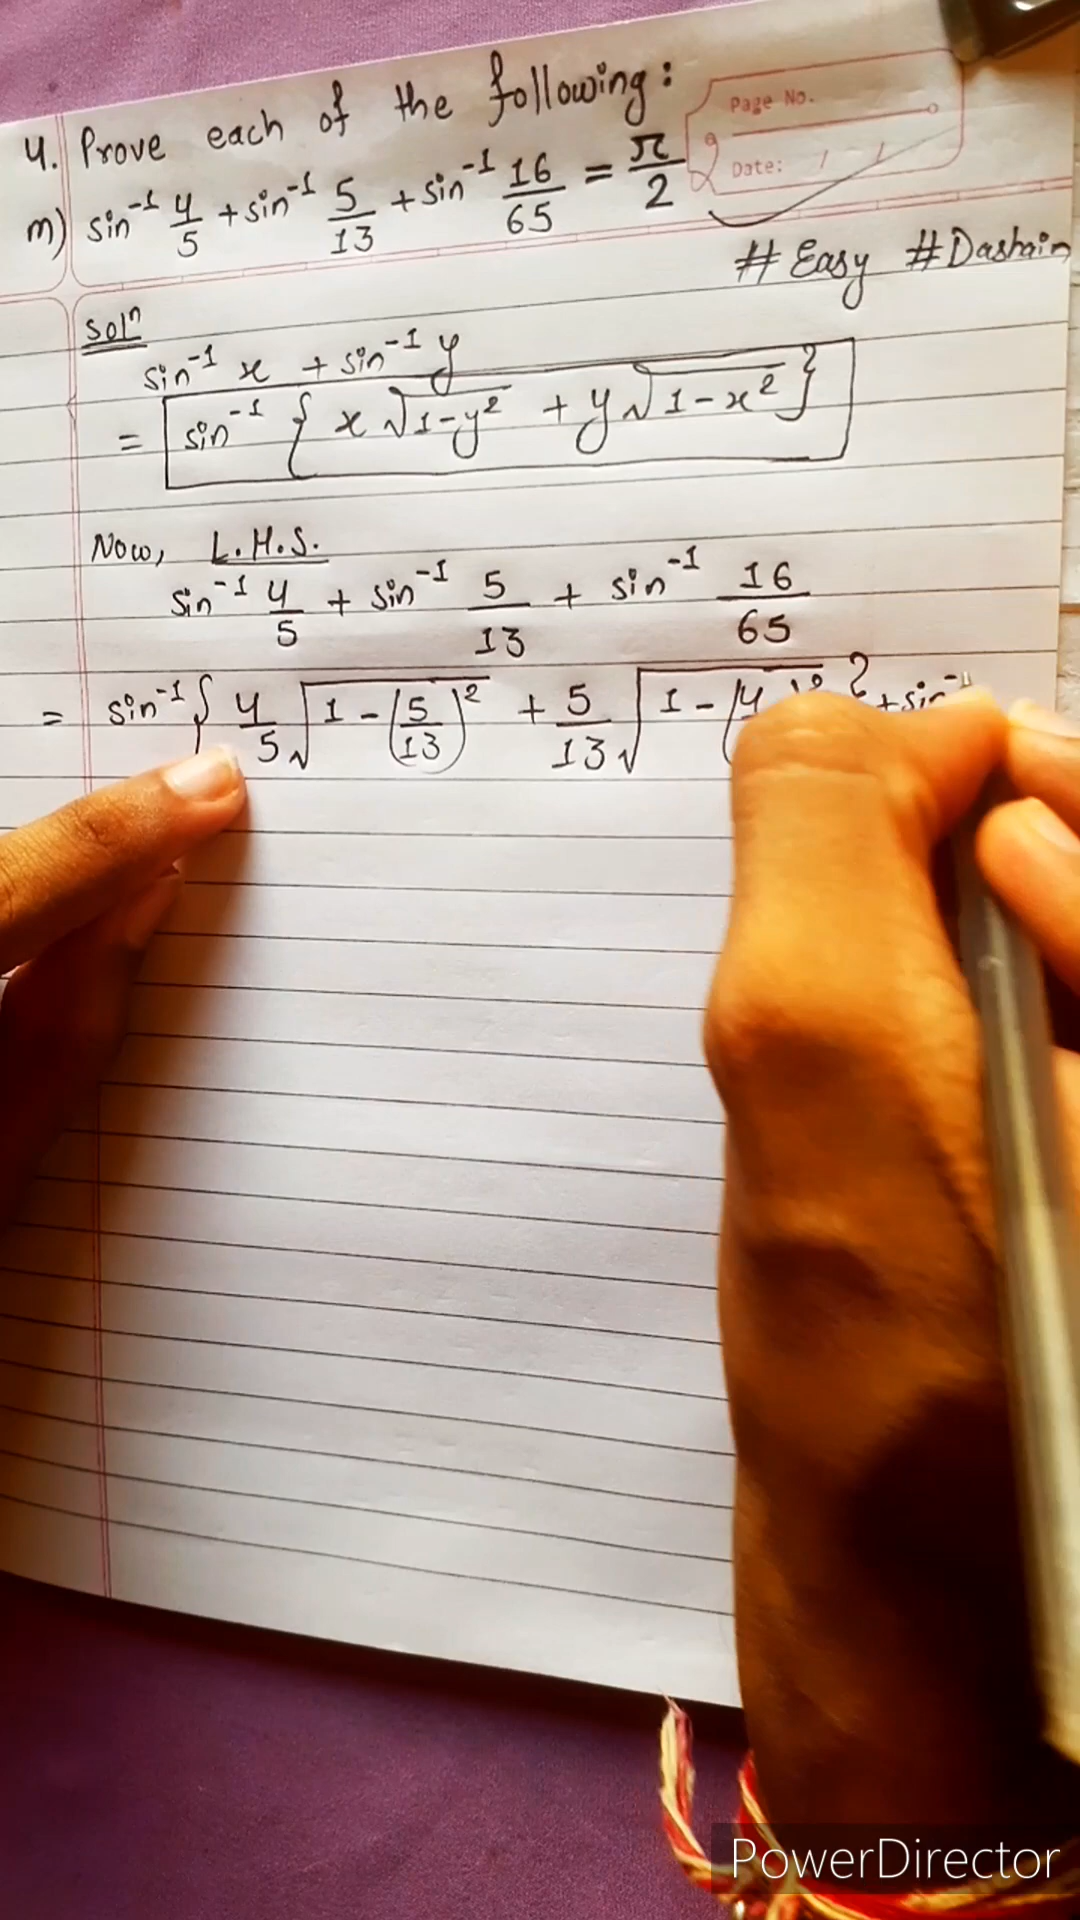 4. Prove each of the following:
Page No.
Date: / /
m) sin⁻¹ 4/5 + sin⁻¹ 5/13 + sin⁻¹ 16/65 = π/2
# Easy # Dashain
Solⁿ
sin⁻¹ x + sin⁻¹ y
= sin⁻¹ { x √1-y² + y √1-x² }
Now, L.H.S.
sin⁻¹ 4/5 + sin⁻¹ 5/13 + sin⁻¹ 16/65
= sin⁻¹ { 4/5 √1-(5/13)² + 5/13 √1-(4 )² } + sin⁻
PowerDirector